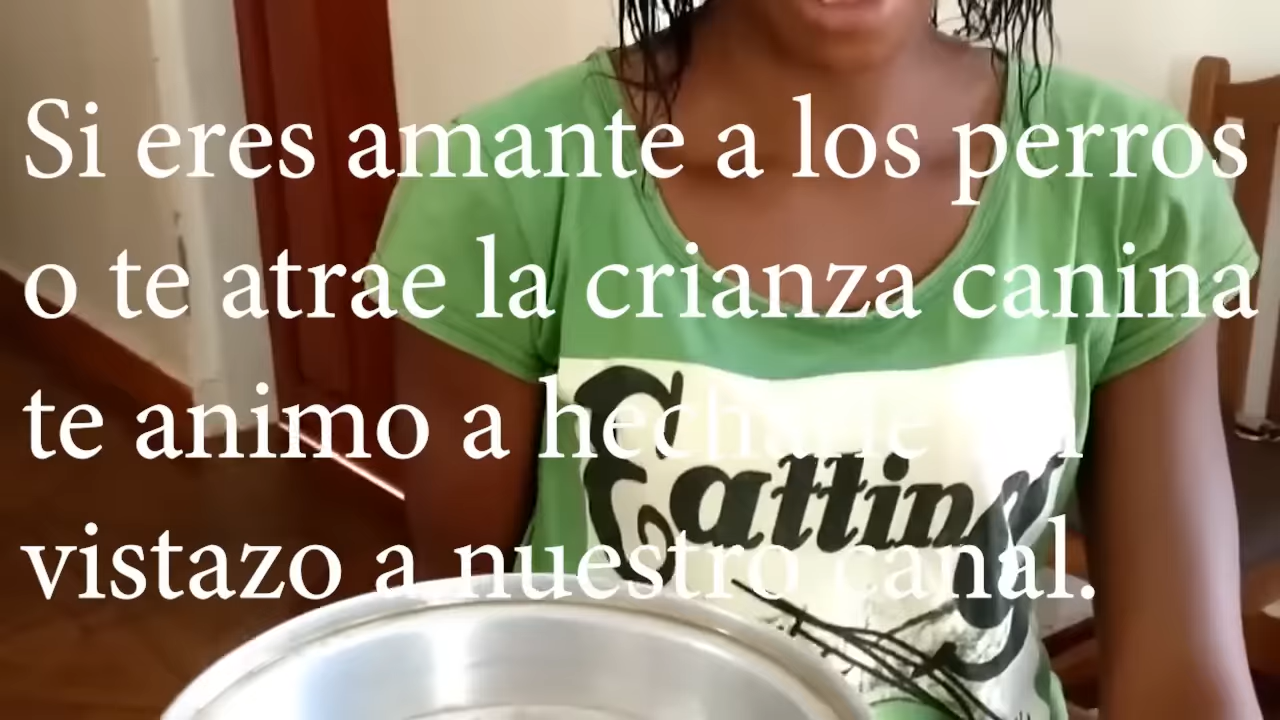 Si eres amante a los perros
o te atrae la crianza canina
te animo a hecharle un
vistazo a nuestro canal.
Eatting